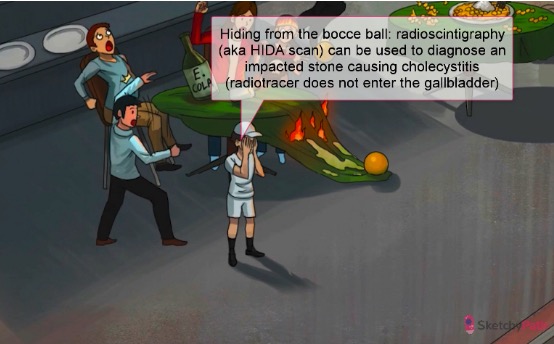 Hiding from the bocce ball: radioscintigraphy
(aka HIDA scan) can be used to diagnose an
impacted stone causing cholecystitis
(radiotracer does not enter the gallbladder)
E.
COLA
Sketchy